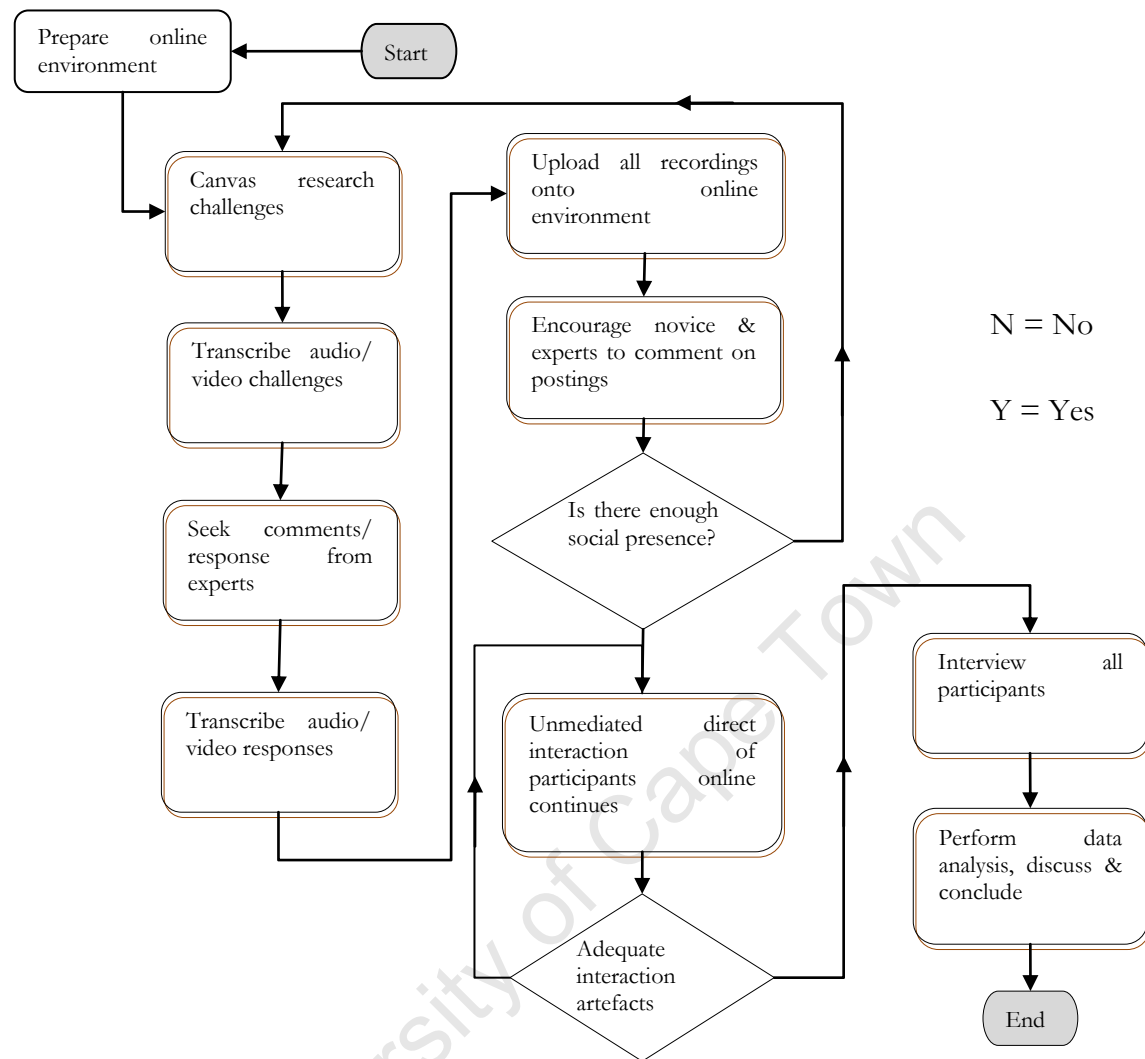 Prepare online
environment
Start
Canvas research
challenges
Transcribe audio/
video challenges
Seek comments/
response from
experts
Transcribe audio/
video responses
Upload all recordings
onto online
environment
Encourage novice &
experts to comment on
postings
Is there enough
social presence?
Unmediated direct
interaction of
participants online
continues
Adequate
interaction
artefacts
Interview all
participants
Perform data
analysis, discuss &
conclude
End
N = No
Y = Yes
ersity of Cape Town